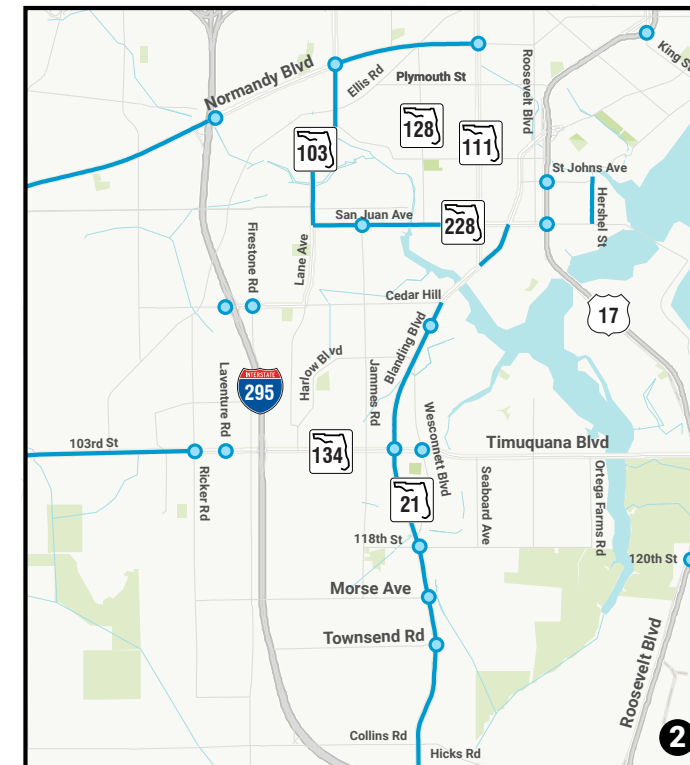 King St
Normandy Blvd
Ellis Rd
Plymouth St
Roosevelt Blvd
128
111
103
St Johns Ave
Hershel St
San Juan Ave
228
Firestone Rd
Lane Ave
Cedar Hill
17
Blanding Blvd
Harlow Blvd
Jammes Rd
INTERSTATE
295
Laventure Rd
Wesconnett Blvd
103rd St
134
Timuquana Blvd
Ricker Rd
21
Seaboard Ave
Ortega Farms Rd
118th St
120th St
Morse Ave
Townsend Rd
Roosevelt Blvd
Collins Rd
Hicks Rd
2